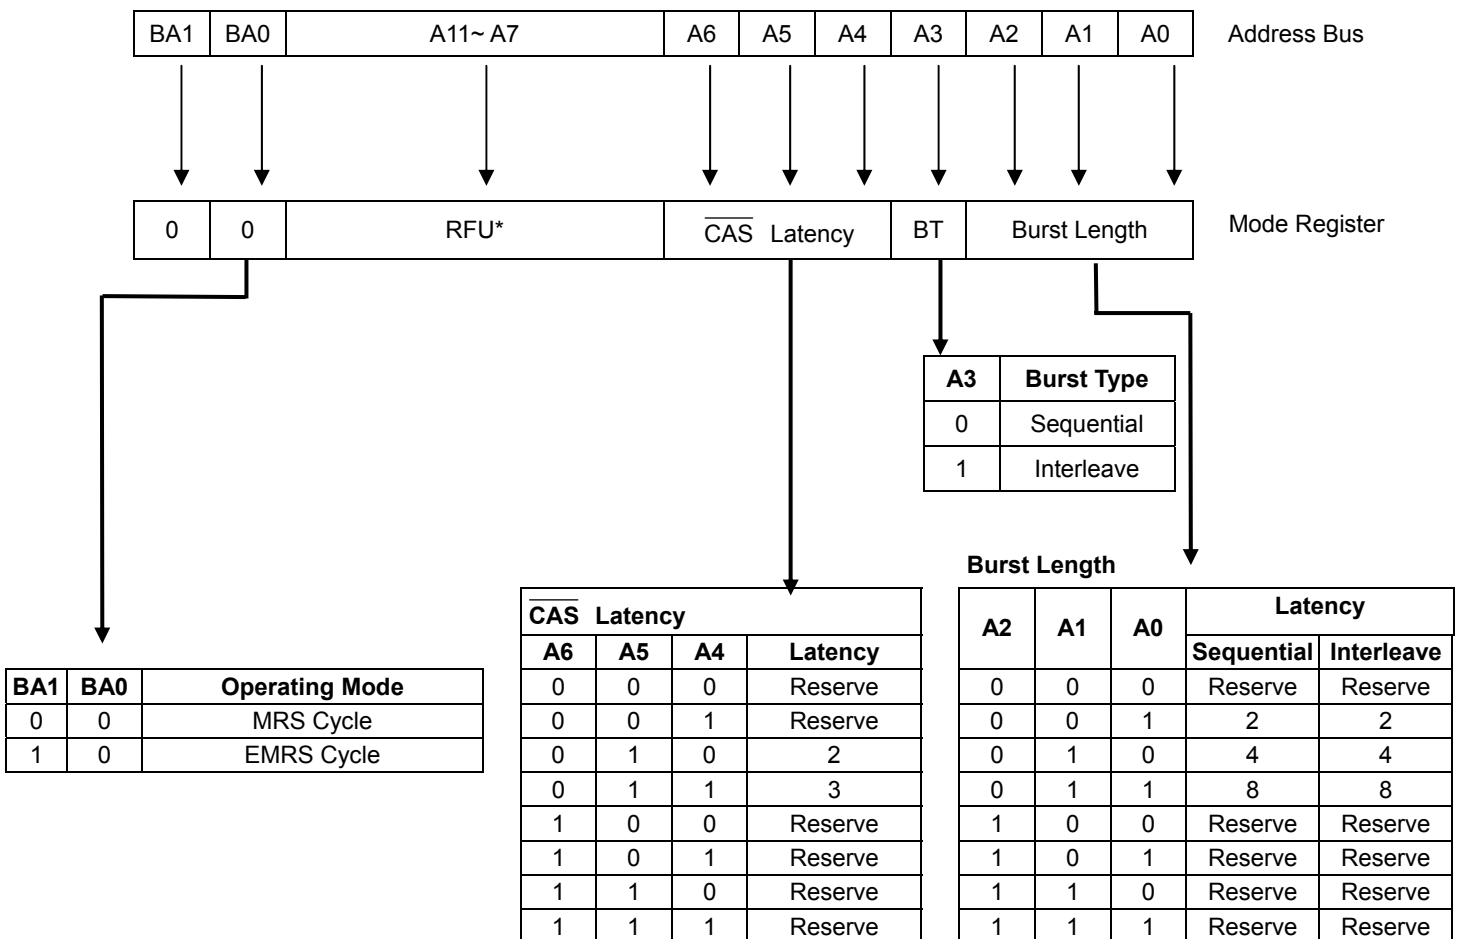 BA1 BA0 A11~ A7 A6 A5 A4 A3 A2 A1 A0 Address Bus
0 0 RFU* CAS Latency BT Burst Length Mode Register
A3 Burst Type
0 Sequential
1 Interleave
BA1 BA0 Operating Mode
0 0 MRS Cycle
1 0 EMRS Cycle
CAS Latency
A6 A5 A4 Latency
0 0 0 Reserve
0 0 1 Reserve
0 1 0 2
0 1 1 3
1 0 0 Reserve
1 0 1 Reserve
1 1 0 Reserve
1 1 1 Reserve
Burst Length
A2 A1 A0 Latency
Sequential Interleave
0 0 0 Reserve Reserve
0 0 1 2 2
0 1 0 4 4
0 1 1 8 8
1 0 0 Reserve Reserve
1 0 1 Reserve Reserve
1 1 0 Reserve Reserve
1 1 1 Reserve Reserve